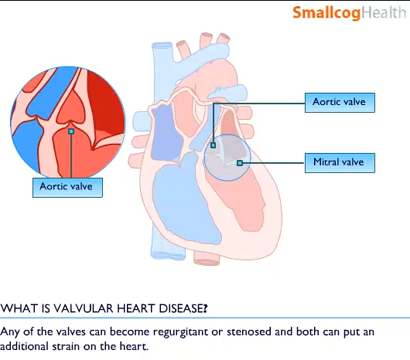 SmallcogHealth
Aortic valve
Mitral valve
Aortic valve
WHAT IS VALVULAR HEART DISEASE?
Any of the valves can become regurgitant or stenosed and both can put an
additional strain on the heart.